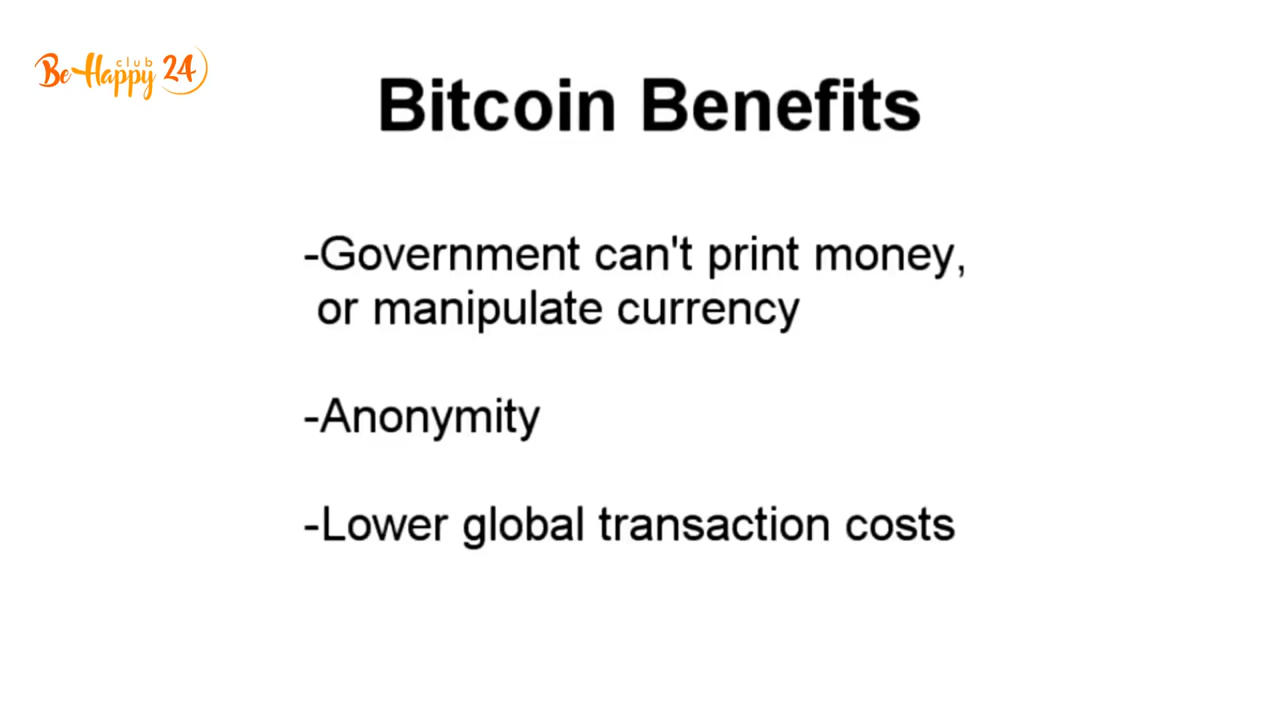 Be Happy club 24
Bitcoin Benefits
-Government can't print money,
or manipulate currency
-Anonymity
-Lower global transaction costs